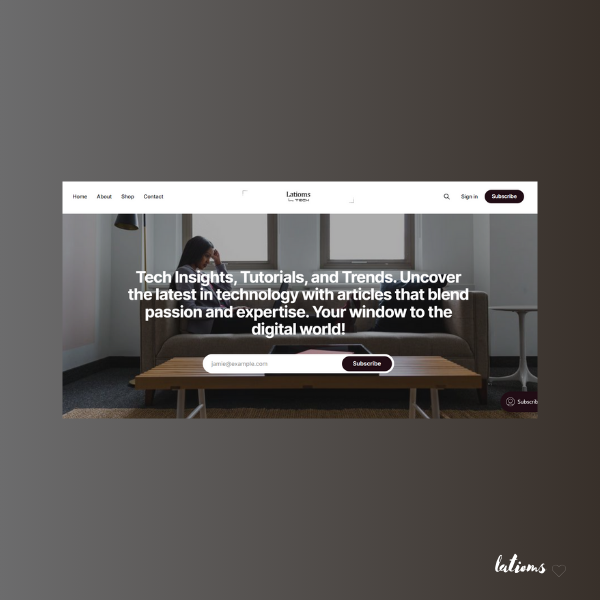 Home About Shop Contact
Latioms
TECH
Sign in Subscribe
Tech Insights, Tutorials, and Trends. Uncover
the latest in technology with articles that blend
passion and expertise. Your window to the
digital world!
jamie@example.com Subscribe
Subscrib
latioms